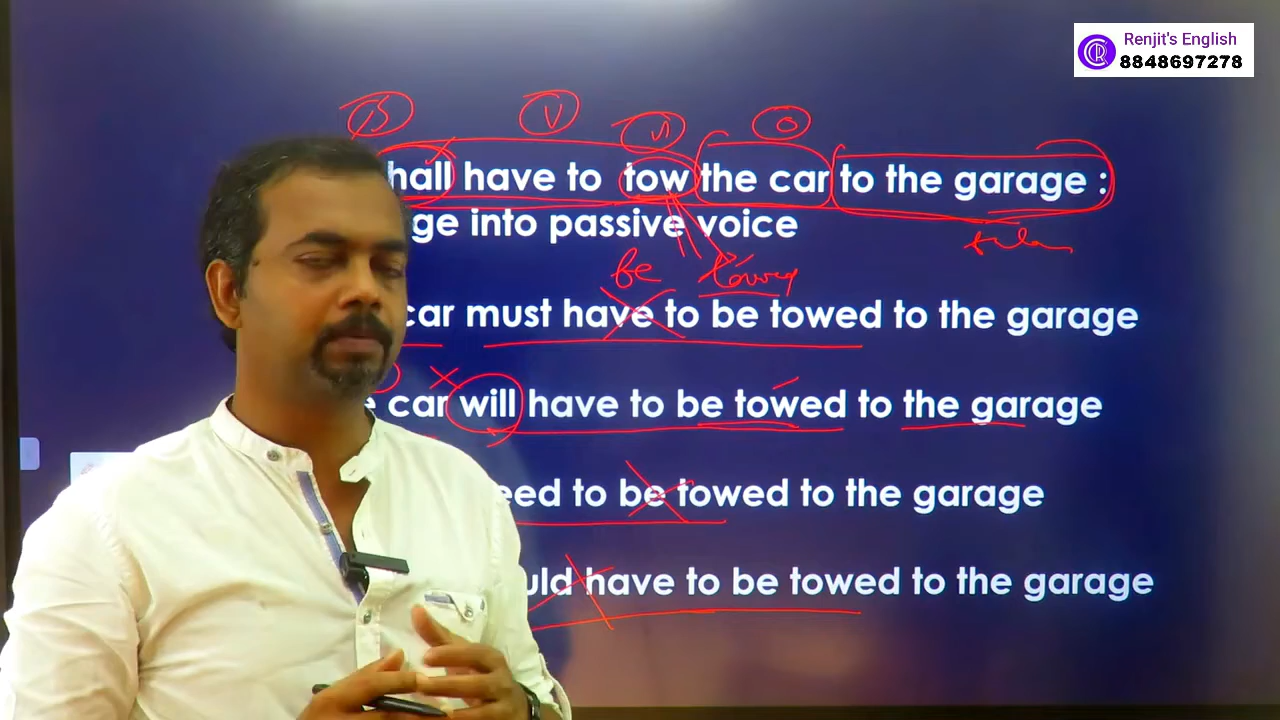 Renjit's English
8848697278
S V V1 O
hall have to tow the car to the garage :
ge into passive voice
be towed
car must have to be towed to the garage
e car will have to be towed to the garage
eed to be towed to the garage
uld have to be towed to the garage